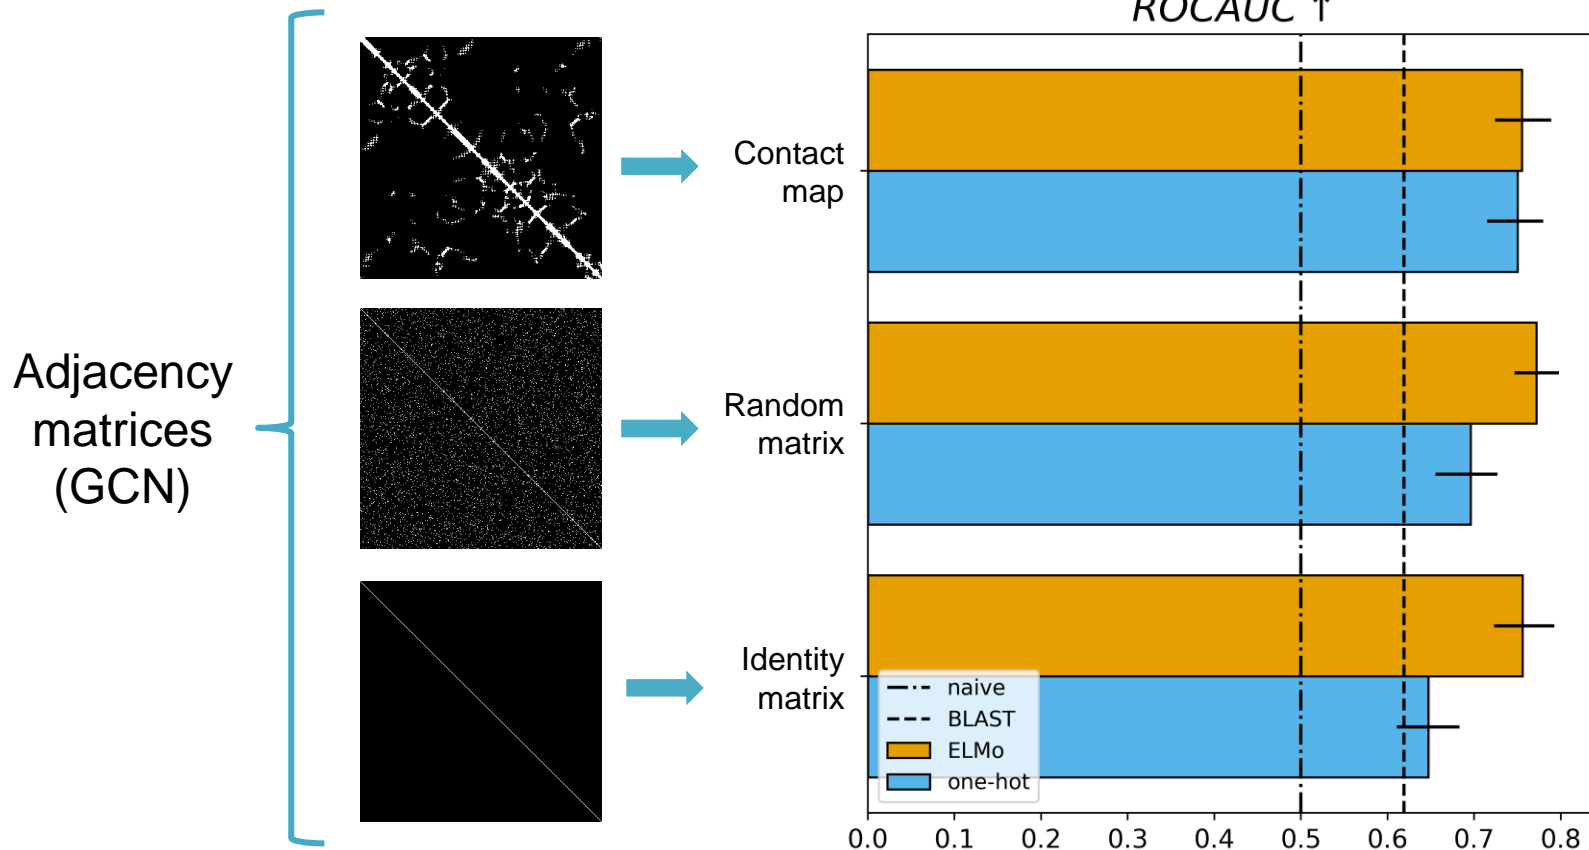 ROCAUC ↑
Adjacency
matrices
(GCN)
Contact
map
Random
matrix
Identity
matrix
naive
BLAST
ELMo
one-hot
0.0 0.1 0.2 0.3 0.4 0.5 0.6 0.7 0.8